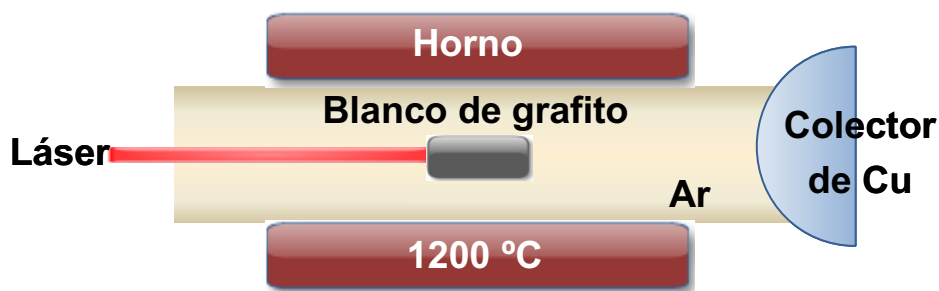 Horno
Blanco de grafito
Láser
Colector
de Cu
Ar
1200 ºC